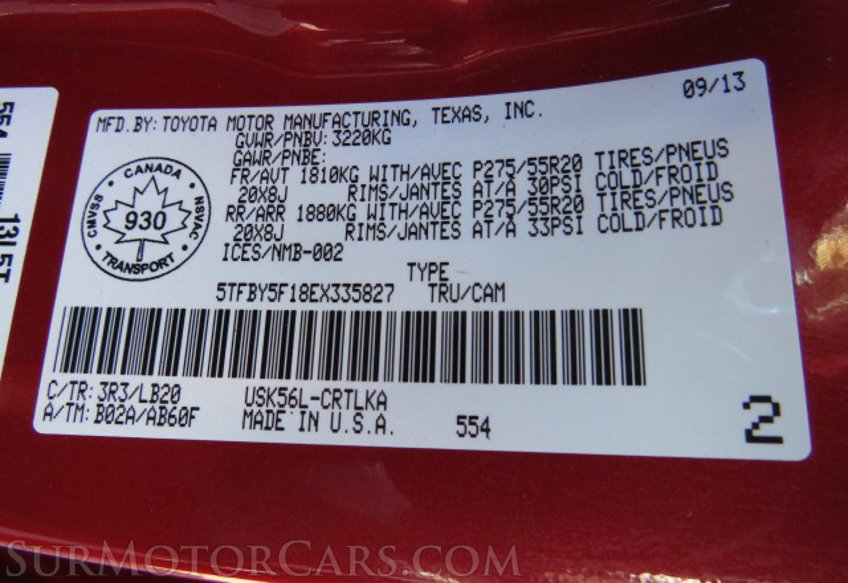 09/13
MFD. BY: TOYOTA MOTOR MANUFACTURING, TEXAS, INC.
GVWR/PNBV: 3220KG
GAWR/PNBE:
FR/AVT 1810KG WITH/AVEC P275/55R20 TIRES/PNEUS
20X8J RIMS/JANTES AT/A 30PSI COLD/FROID
RR/ARR 1880KG WITH/AVEC P275/55R20 TIRES/PNEUS
20X8J RIMS/JANTES AT/A 33PSI COLD/FROID
ICES/NMB-002
CANADA
CMVSS
NSVAC
930
TRANSPORT
TYPE
5TFBY5F18EX335827 TRU/CAM
C/TR: 3R3/LB20 USK56L-CRTLKA
A/TM: B02A/AB60F MADE IN U.S.A. 554
2
554
13L5T
SurMotorCars.com